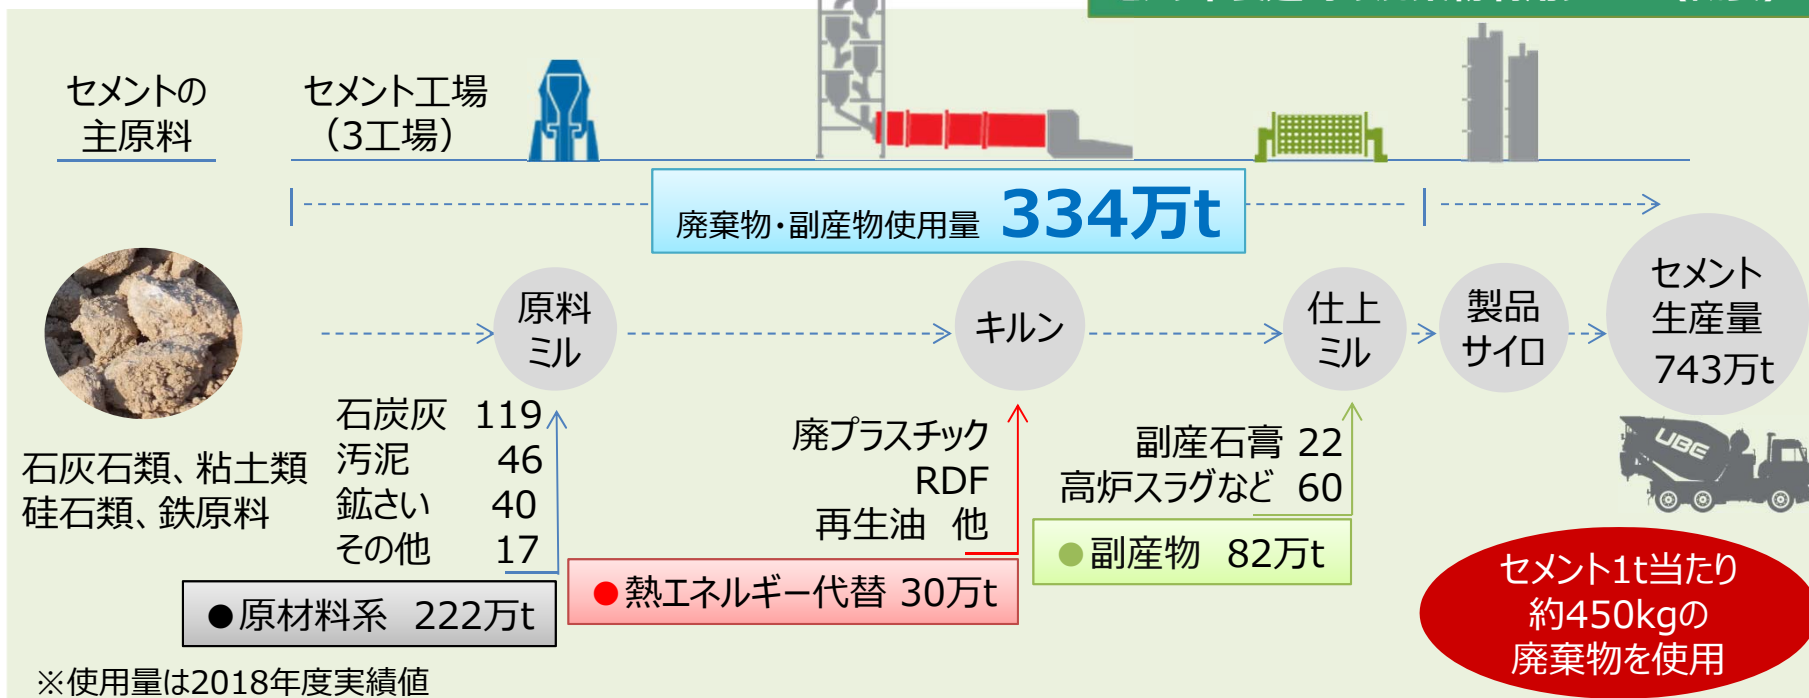 セメントの
主原料
セメント工場
（3工場）
廃棄物・副産物使用量 334万t
原料
ミル
キルン
仕上
ミル
製品
サイロ
セメント
生産量
743万t
石灰石類、粘土類
硅石類、鉄原料
石炭灰 119
汚泥 46
鉱さい 40
その他 17
●原材料系 222万t
廃プラスチック
RDF
再生油 他
●熱エネルギー代替 30万t
副産石膏 22
高炉スラグなど 60
●副産物 82万t
UBE
セメント1t当たり
約450kgの
廃棄物を使用
※使用量は2018年度実績値